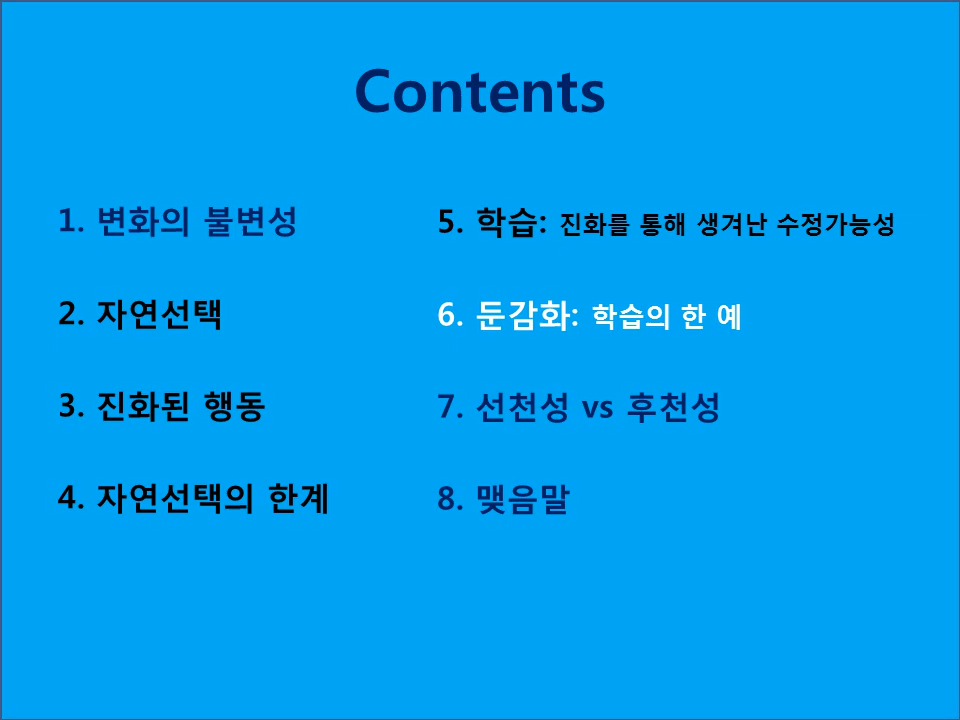 Contents
1. 변화의 불변성
2. 자연선택
3. 진화된 행동
4. 자연선택의 한계
5. 학습: 진화를 통해 생겨난 수정가능성
6. 둔감화: 학습의 한 예
7. 선천성 vs 후천성
8. 맺음말